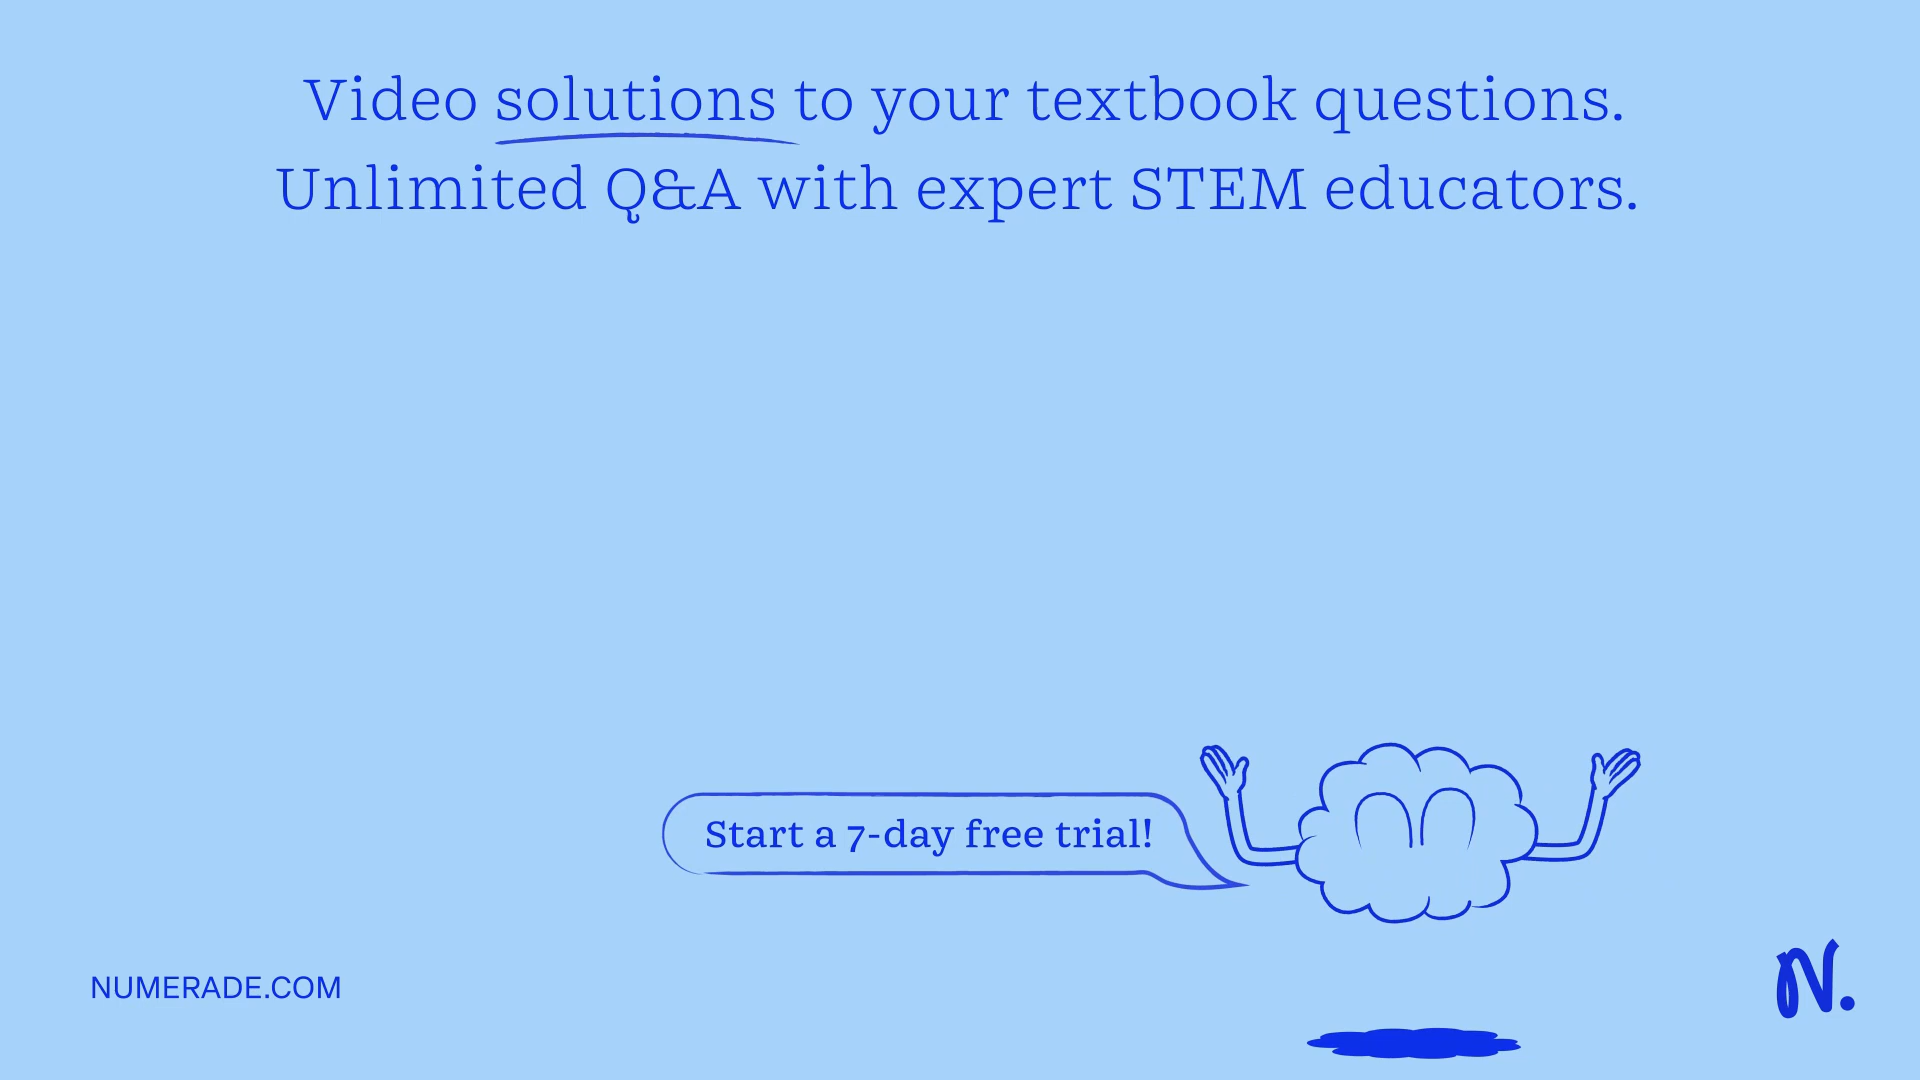 Video solutions to your textbook questions.
Unlimited Q&A with expert STEM educators.
Start a 7-day free trial!
NUMERADE.COM
N.